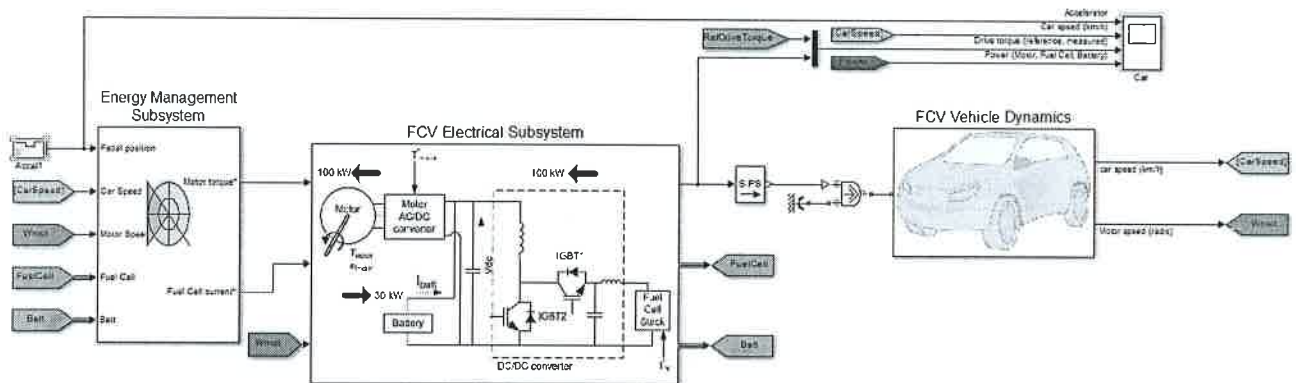 Accelerator
Car speed (km/h)
RefDriveTorque
[CarSpeed]
Drive torque (reference, measured)
Power (Motor, Fuel Cell, Battery)
Car
Energy Management
Subsystem
FCV Electrical Subsystem
FCV Vehicle Dynamics
Accel1
Pedal position
Motor torque*
[CarSpeed]
Car Speed
Wmot
Motor Speed
FuelCell
Fuel Cell
Fuel Cell current*
Batt
Batt
Wmot
100 kW
100 kW
Motor
Motor
AC/DC
converter
Vdc
30 kW
Battery
IGBT1
IGBT2
Fuel
Cell
Stack
DC/DC converter
S PS
FuelCell
Batt
car speed (km/h)
[CarSpeed]
Motor speed (rad/s)
Wmot